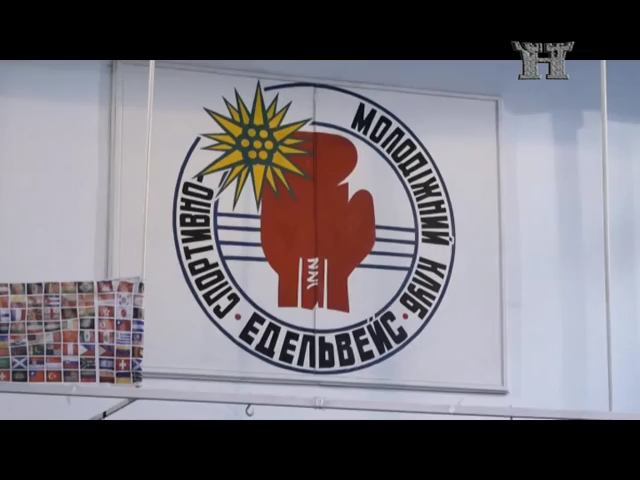 Н
СПОРТИВНО-
МОЛОДІЖНИЙ КЛУБ
• ЕДЕЛЬВЕЙС •